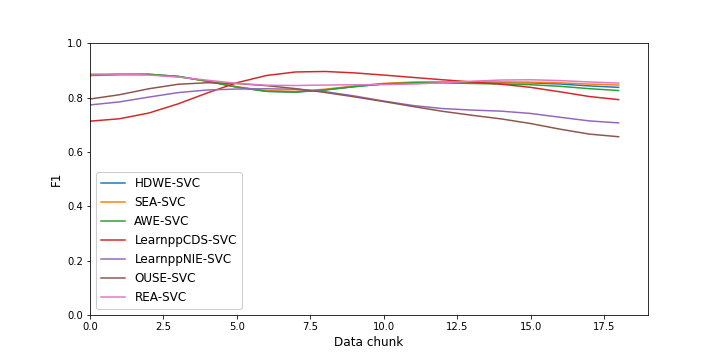 1.0
0.8
0.6
0.4
0.2
0.0
F1
HDWE-SVC
SEA-SVC
AWE-SVC
LearnppCDS-SVC
LearnppNIE-SVC
OUSE-SVC
REA-SVC
0.0 2.5 5.0 7.5 10.0 12.5 15.0 17.5
Data chunk